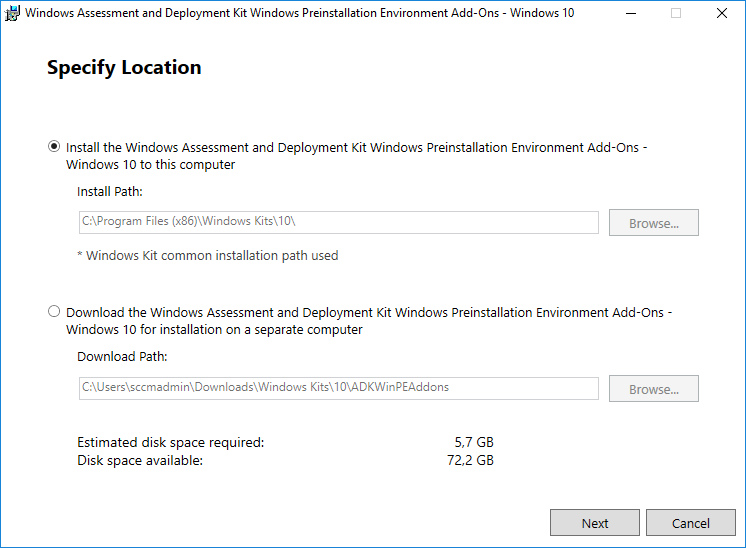 Windows Assessment and Deployment Kit Windows Preinstallation Environment Add-Ons - Windows 10
Specify Location
Install the Windows Assessment and Deployment Kit Windows Preinstallation Environment Add-Ons -
Windows 10 to this computer
Install Path:
C:\Program Files (x86)\Windows Kits\10\
Browse...
* Windows Kit common installation path used
Download the Windows Assessment and Deployment Kit Windows Preinstallation Environment Add-Ons -
Windows 10 for installation on a separate computer
Download Path:
C:\Users\sccmadmin\Downloads\Windows Kits\10\ADKWinPEAddons
Browse...
Estimated disk space required: 5,7 GB
Disk space available: 72,2 GB
Next Cancel